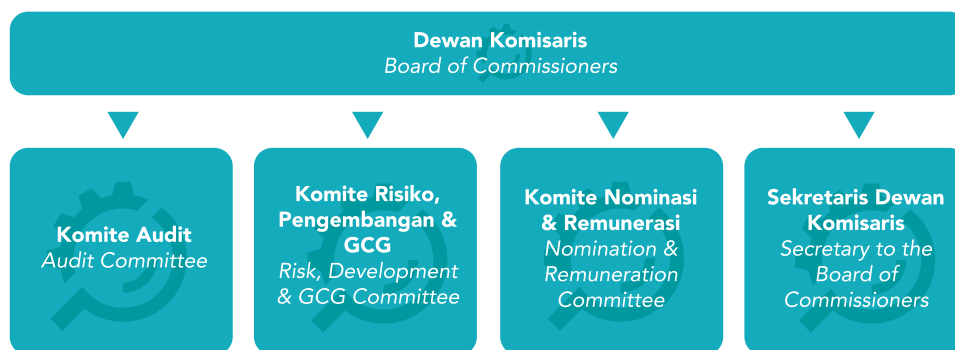 Dewan Komisaris
Board of Commissioners
Komite Audit
Audit Committee
Komite Risiko,
Pengembangan &
GCG
Risk, Development
& GCG Committee
Komite Nominasi
& Remunerasi
Nomination &
Remuneration
Committee
Sekretaris Dewan
Komisaris
Secretary to the
Board of
Commissioners